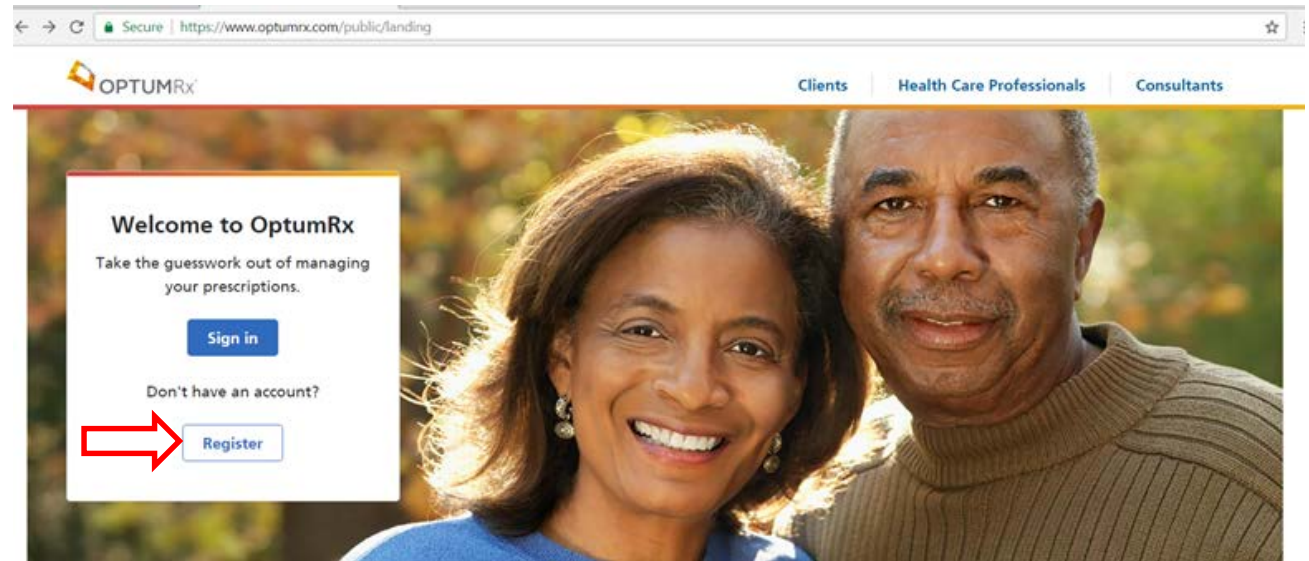 Secure | https://www.optumrx.com/public/landing
OPTUMRx
Clients
Health Care Professionals
Consultants
Welcome to OptumRx
Take the guesswork out of managing
your prescriptions.
Sign in
Don't have an account?
Register